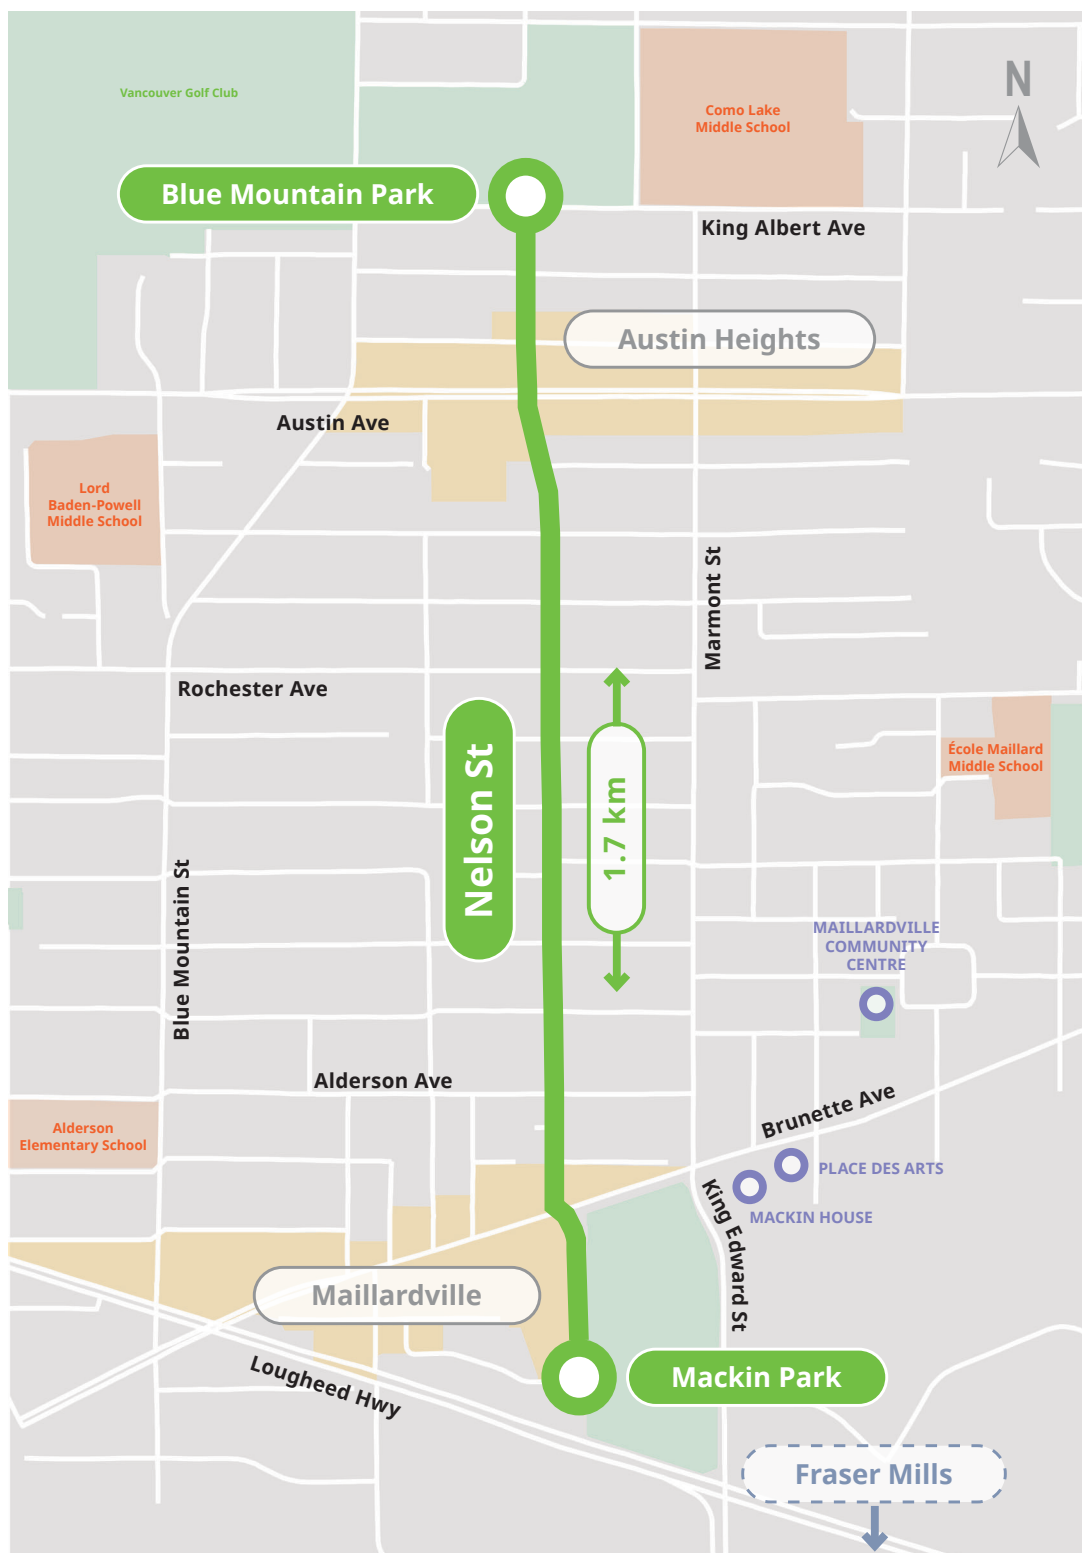 N
Vancouver Golf Club
Como Lake
Middle School
Blue Mountain Park
King Albert Ave
Austin Heights
Austin Ave
Lord
Baden-Powell
Middle School
Marmont St
Rochester Ave
Nelson St
1.7 km
École Maillard
Middle School
Blue Mountain St
MAILLARDVILLE
COMMUNITY
CENTRE
Alderson Ave
Brunette Ave
Alderson
Elementary School
PLACE DES ARTS
MACKIN HOUSE
King Edward St
Maillardville
Lougheed Hwy
Mackin Park
Fraser Mills